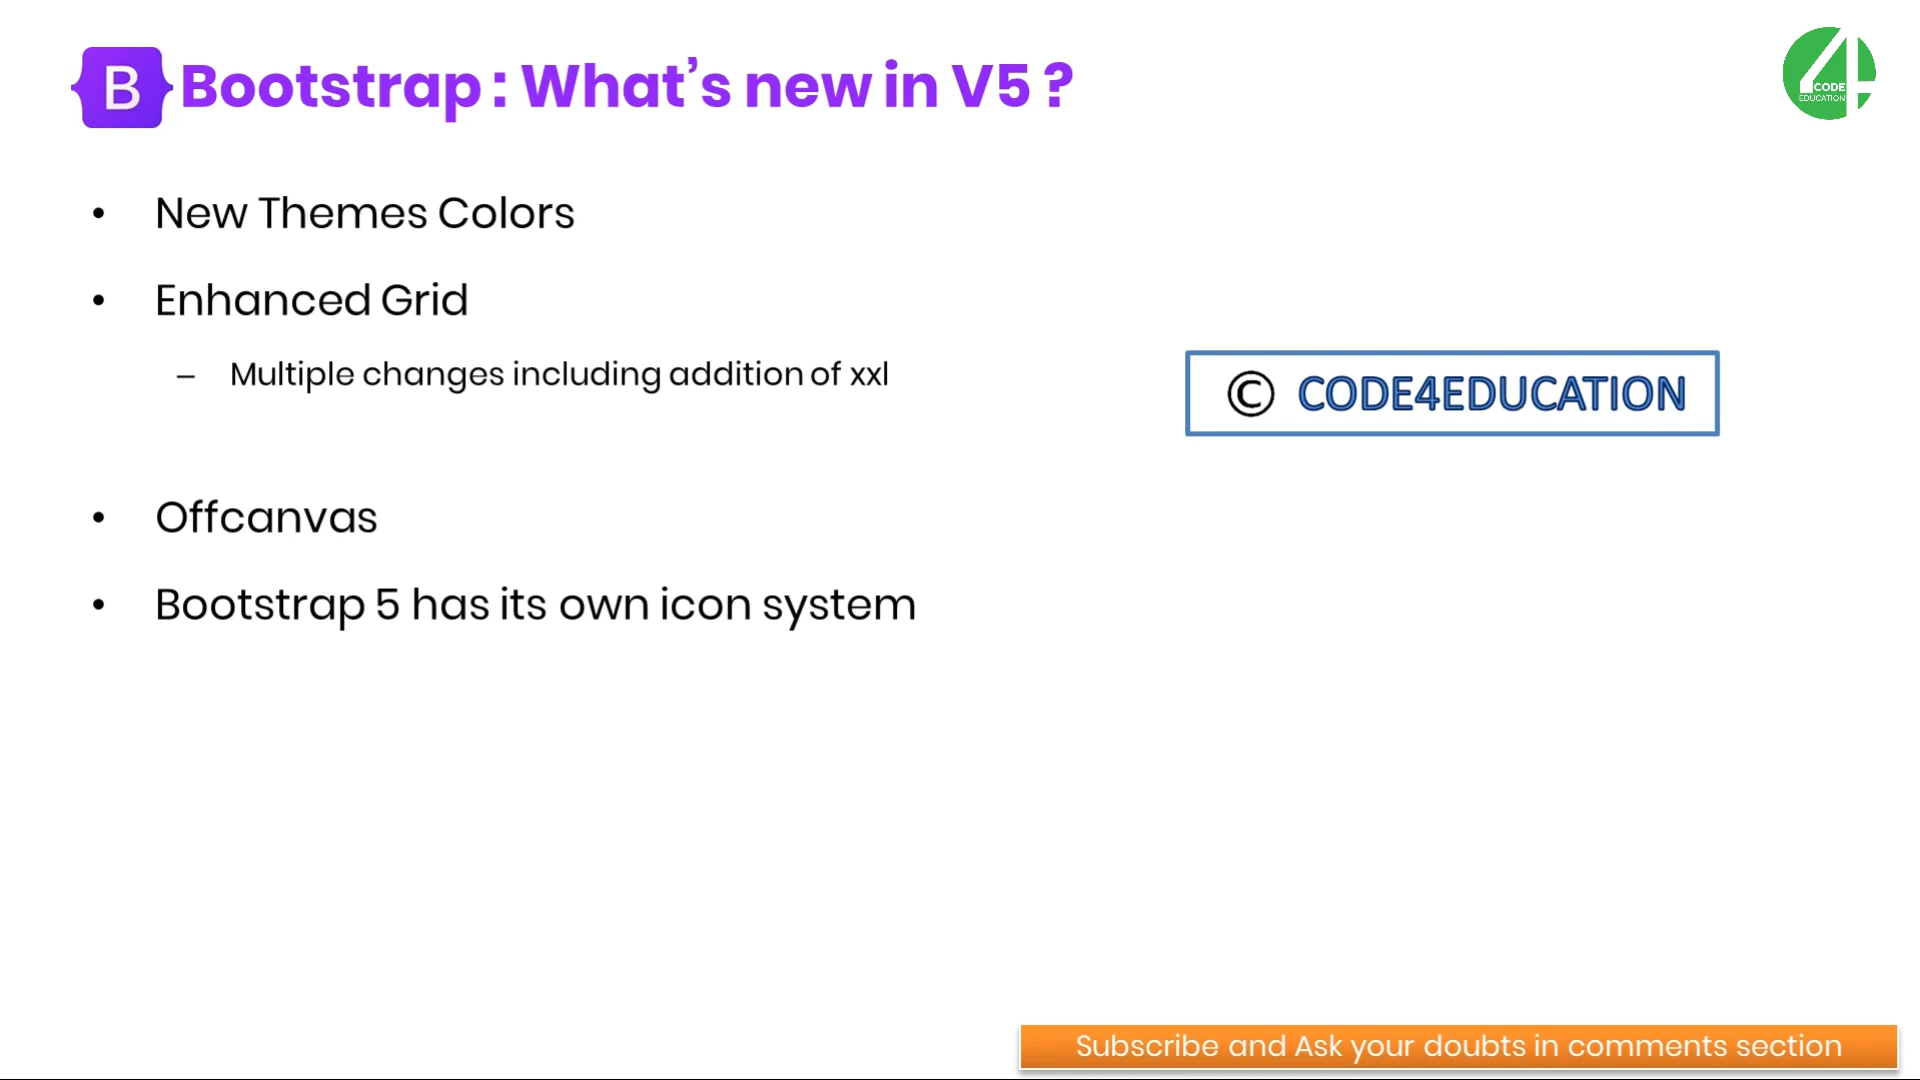 B Bootstrap : What’s new in V5 ?
CODE
EDUCATION
• New Themes Colors
• Enhanced Grid
– Multiple changes including addition of xxl
© CODE4EDUCATION
• Offcanvas
• Bootstrap 5 has its own icon system
Subscribe and Ask your doubts in comments section